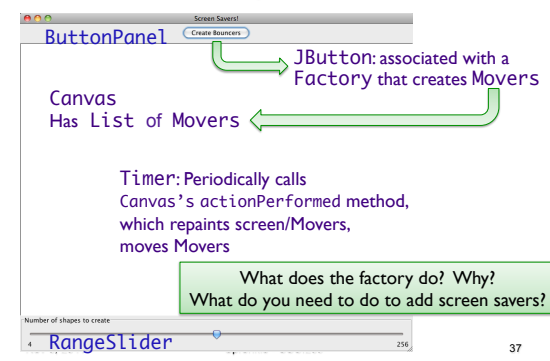 Screen Savers!
ButtonPanel
Create Bouncers
JButton: associated with a
Factory that creates Movers
Canvas
Has List of Movers
Timer: Periodically calls
Canvas's actionPerformed method,
which repaints screen/Movers,
moves Movers
What does the factory do? Why?
What do you need to do to add screen savers?
Number of shapes to create
4
256
RangeSlider
37